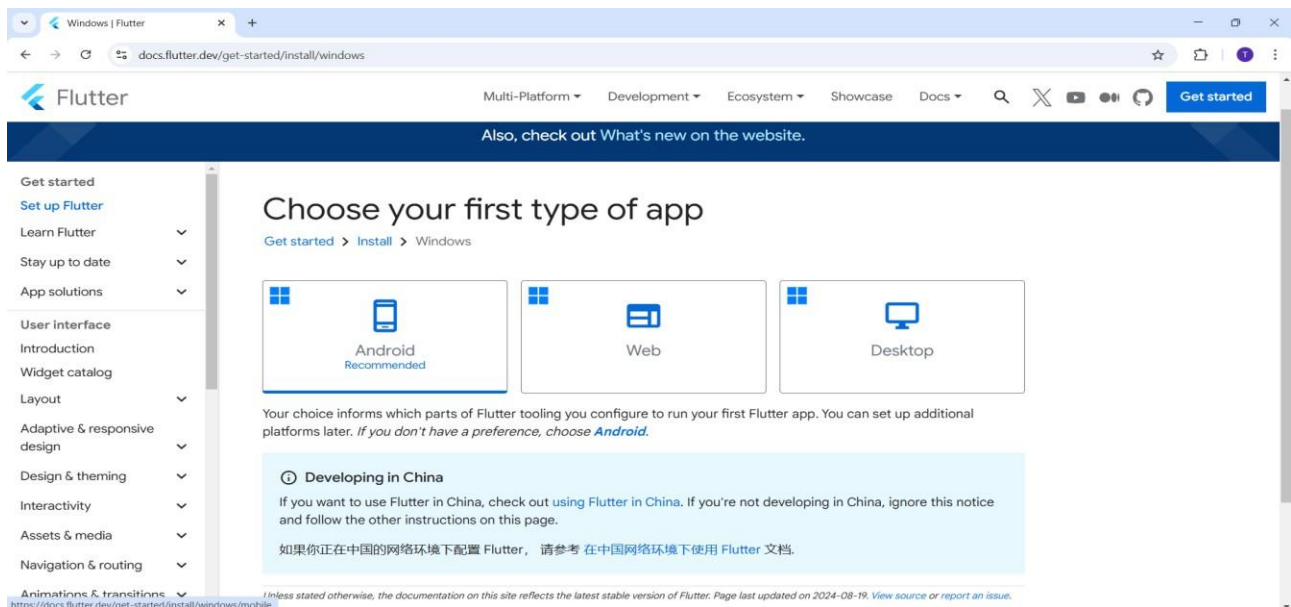 Windows | Flutter
docs.flutter.dev/get-started/install/windows
T
Flutter
Multi-Platform
Development
Ecosystem
Showcase
Docs
Get started
Also, check out What's new on the website.
Get started
Set up Flutter
Learn Flutter
Stay up to date
App solutions
User interface
Introduction
Widget catalog
Layout
Adaptive & responsive
design
Design & theming
Interactivity
Assets & media
Navigation & routing
Animations & transitions
Choose your first type of app
Get started > Install > Windows
Android
Recommended
Web
Desktop
Your choice informs which parts of Flutter tooling you configure to run your first Flutter app. You can set up additional
platforms later. If you don't have a preference, choose Android.
Developing in China
If you want to use Flutter in China, check out using Flutter in China. If you're not developing in China, ignore this notice
and follow the other instructions on this page.
如果你正在中国的网络环境下配置 Flutter， 请参考 在中国网络环境下使用 Flutter 文档.
Unless stated otherwise, the documentation on this site reflects the latest stable version of Flutter. Page last updated on 2024-08-19. View source or report an issue.
https://docs.flutter.dev/get-started/install/windows/mobile